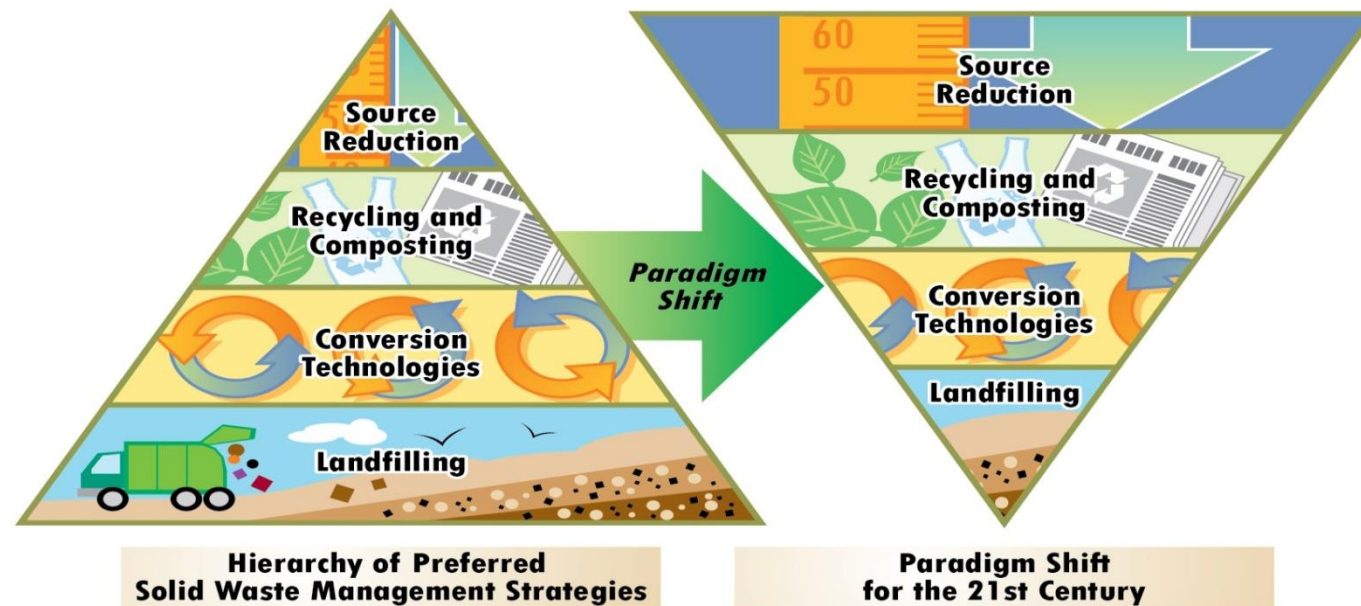 Source
Reduction
Recycling and
Composting
Conversion
Technologies
Landfilling
Hierarchy of Preferred
Solid Waste Management Strategies
Paradigm
Shift
60
50
Source
Reduction
Recycling and
Composting
Conversion
Technologies
Landfilling
Paradigm Shift
for the 21st Century